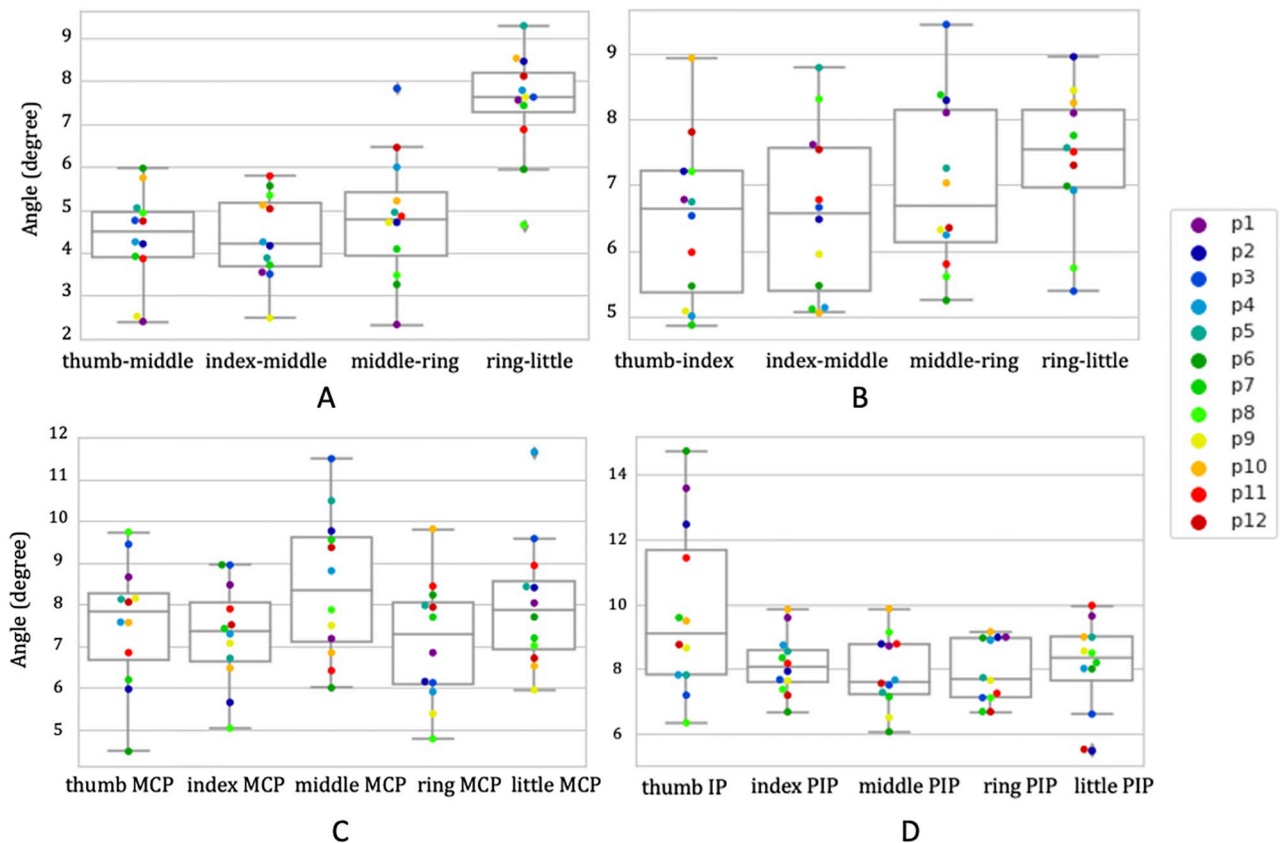 Angle (degree)
9
8
7
6
5
4
3
2
thumb-middle index-middle middle-ring ring-little
A
9
8
7
6
5
thumb-index index-middle middle-ring ring-little
B
Angle (degree)
12
11
10
9
8
7
6
5
thumb MCP index MCP middle MCP ring MCP little MCP
C
14
12
10
8
6
thumb IP index PIP middle PIP ring PIP little PIP
D
p1
p2
p3
p4
p5
p6
p7
p8
p9
p10
p11
p12